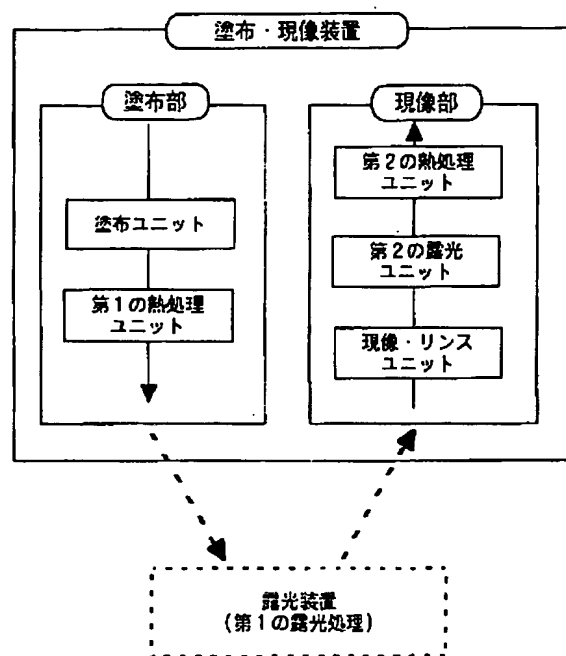 塗布・現像装置
塗布部
塗布ユニット
第1の熱処理
ユニット
現像部
第2の熱処理
ユニット
第2の露光
ユニット
現像・リンス
ユニット
露光装置
(第1の露光処理)